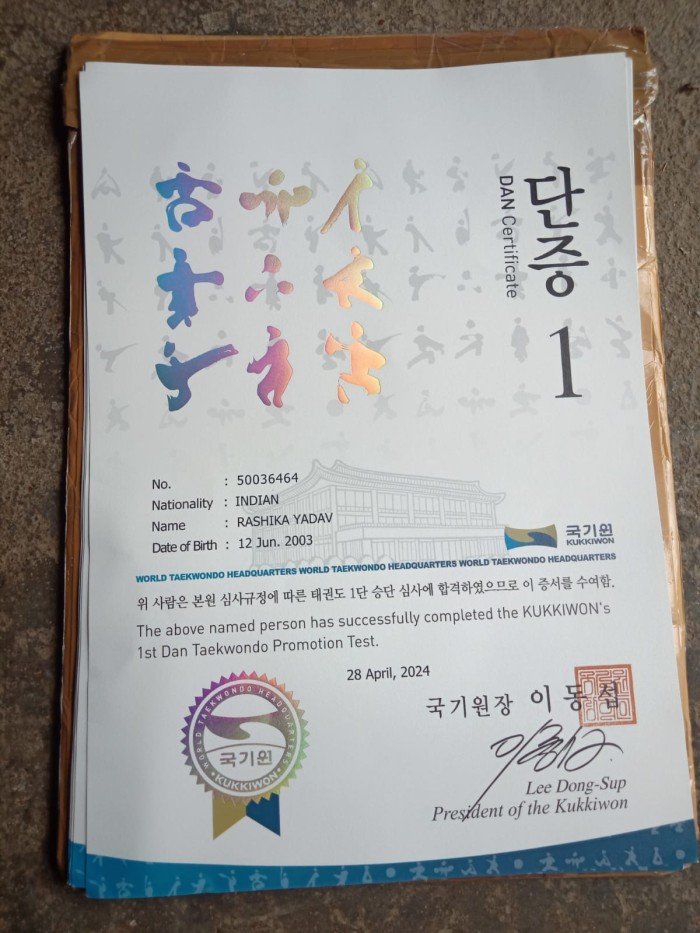 단증 1
DAN Certificate
No. : 50036464
Nationality : INDIAN
Name : RASHIKA YADAV
Date of Birth : 12 Jun. 2003
국기원
KUKKIWON
WORLD TAEKWONDO HEADQUARTERS WORLD TAEKWONDO HEADQUARTERS WORLD TAEKWONDO HEADQUARTERS
위 사람은 본원 심사규정에 따른 태권도 1단 승단 심사에 합격하였으므로 이 증서를 수여함.
The above named person has successfully completed the KUKKIWON's
1st Dan Taekwondo Promotion Test.
28 April, 2024
국기원장 이동섭
WORLD TAEKWONDO HEADQUARTERS
국기원
KUKKIWON
Lee Dong-Sup
President of the Kukkiwon